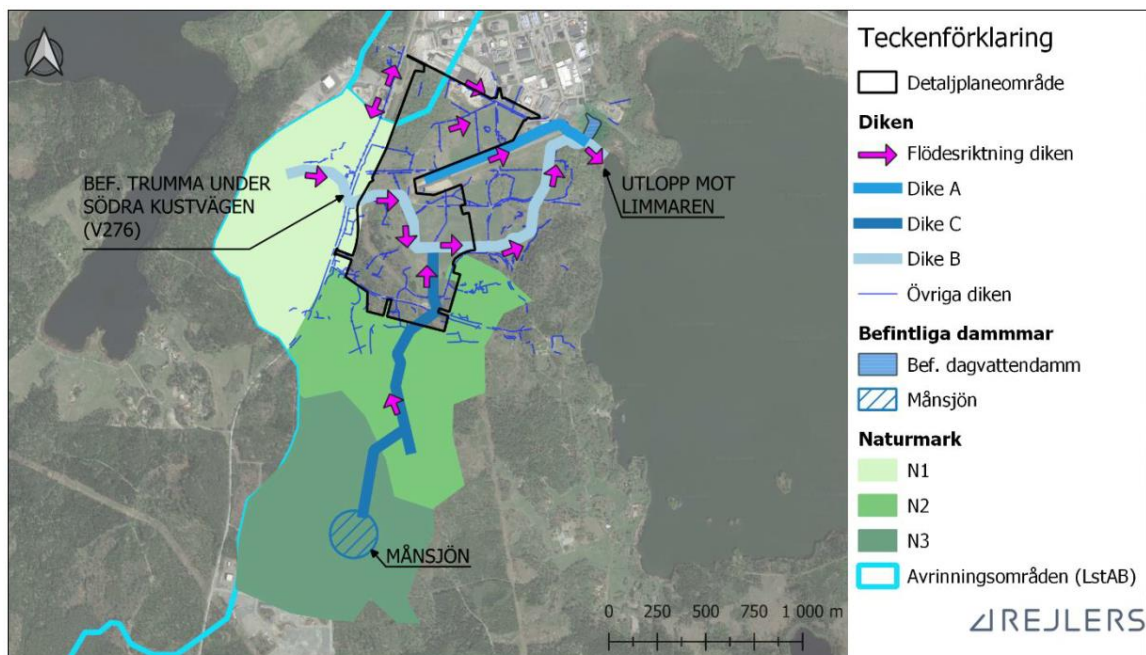 BEF. TRUMMA UNDER
SÖDRA KUSTVÄGEN
(V276)
UTLOPP MOT
LIMMAREN
MÅNSJÖN
0 250 500 750 1 000 m
Teckenförklaring
Detaljplaneområde
Diken
Flödesriktning diken
Dike A
Dike C
Dike B
Övriga diken
Befintliga dammmar
Bef. dagvattendamm
Månsjön
Naturmark
N1
N2
N3
Avrinningsområden (LstAB)
REJLERS